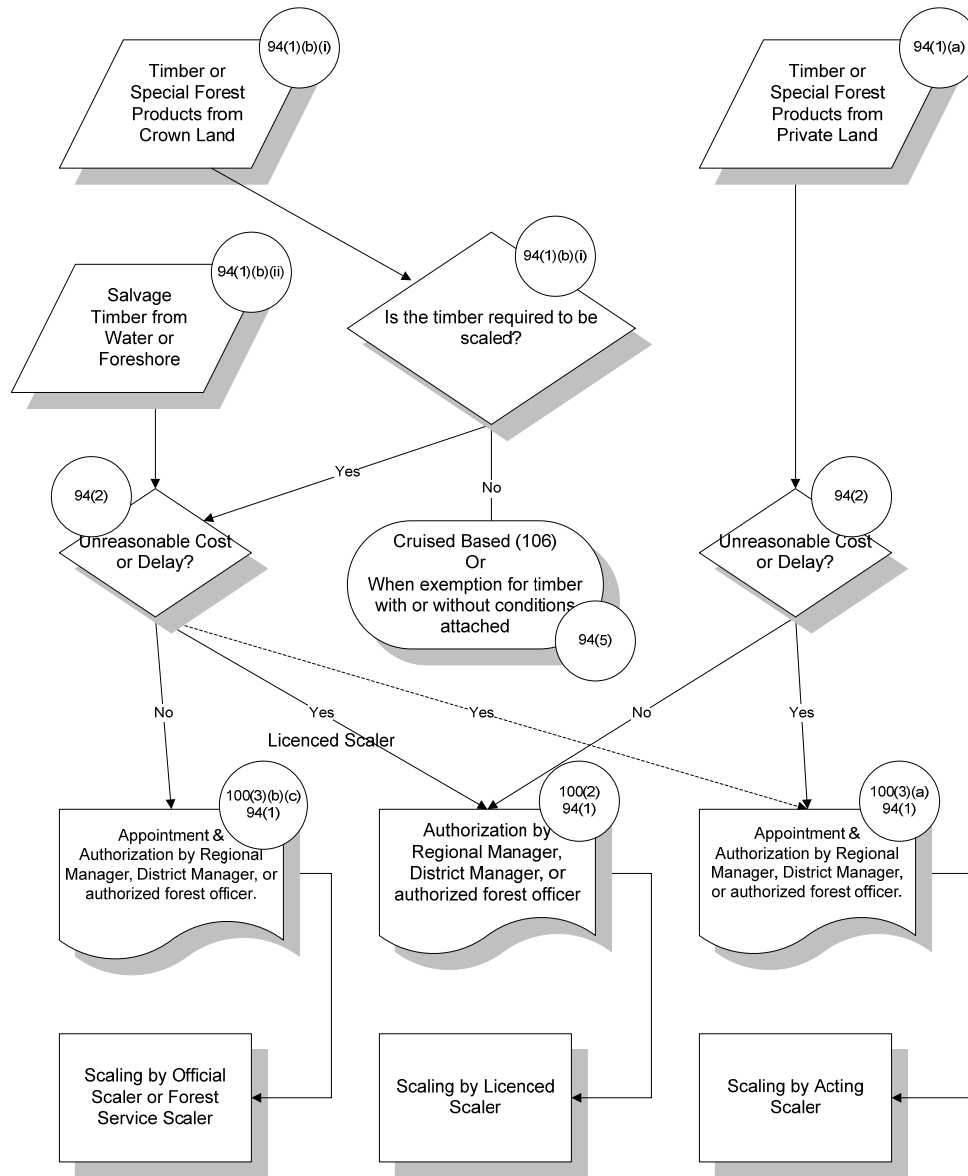 94(1)(b)(i)
Timber or
Special Forest
Products from
Crown Land
94(1)(a)
Timber or
Special Forest
Products from
Private Land
94(1)(b)(ii)
Salvage
Timber from
Water or
Foreshore
94(1)(b)(i)
Is the timber required to be
scaled?
Yes
No
94(2)
Unreasonable Cost
or Delay?
Cruised Based (106)
Or
When exemption for timber
with or without conditions
attached
94(5)
94(2)
Unreasonable Cost
or Delay?
No
Yes
Yes
No
Yes
Licenced Scaler
100(3)(b)(c)
94(1)
Appointment &
Authorization by Regional
Manager, District Manager, or
authorized forest officer.
100(2)
94(1)
Authorization by
Regional Manager,
District Manager, or
authorized forest officer
100(3)(a)
94(1)
Appointment &
Authorization by Regional
Manager, District Manager,
or authorized forest officer.
Scaling by Official
Scaler or Forest
Service Scaler
Scaling by Licenced
Scaler
Scaling by Acting
Scaler